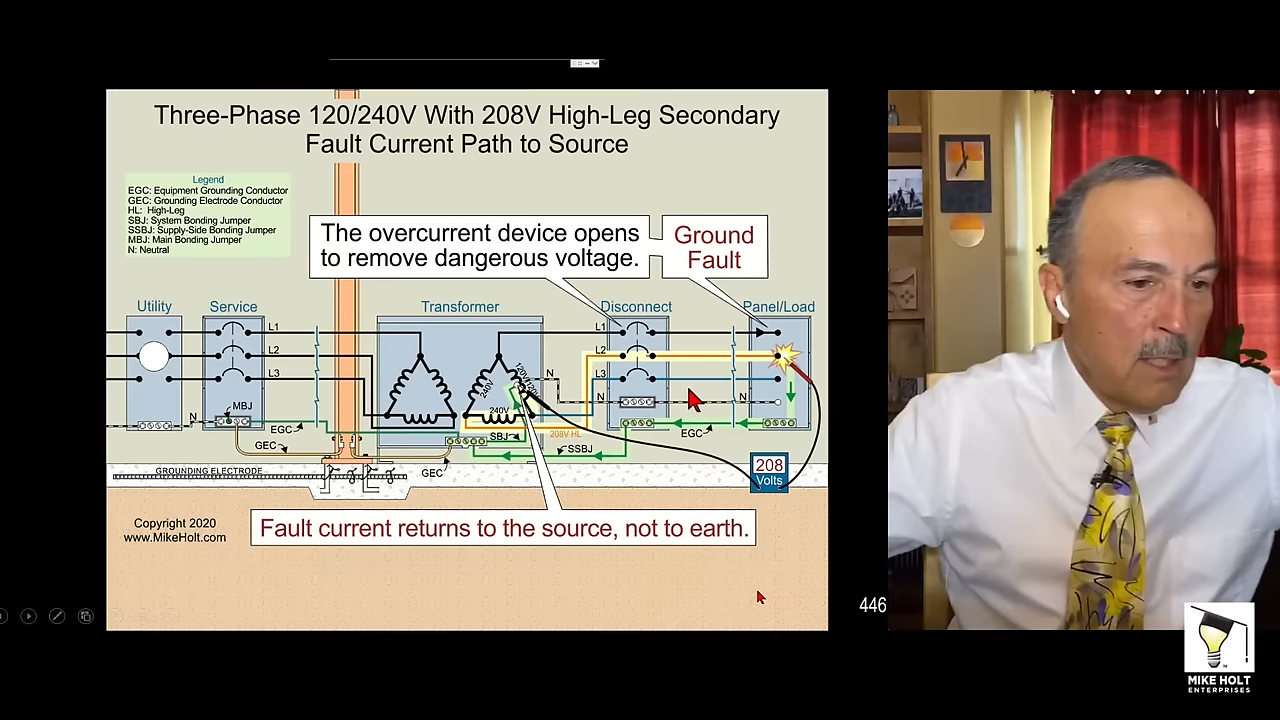 Three-Phase 120/240V With 208V High-Leg Secondary
Fault Current Path to Source
Legend
EGC: Equipment Grounding Conductor
GEC: Grounding Electrode Conductor
HL: High-Leg
SBJ: System Bonding Jumper
SSBJ: Supply-Side Bonding Jumper
MBJ: Main Bonding Jumper
N: Neutral
The overcurrent device opens
to remove dangerous voltage.
Ground
Fault
Utility
Service
Transformer
Disconnect
Panel/Load
L1
L2
L3
L1
L2
L3
N
N
N
N
MBJ
EGC
GEC
240V
240V
SBJ
208V HL
SSBJ
EGC
GEC
208
Volts
GROUNDING ELECTRODE
Fault current returns to the source, not to earth.
Copyright 2020
www.MikeHolt.com
446
MIKE HOLT
ENTERPRISES